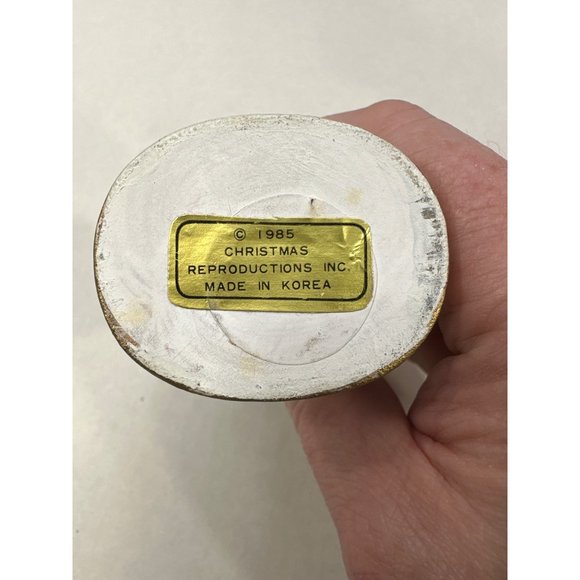 © 1985
CHRISTMAS
REPRODUCTIONS INC.
MADE IN KOREA